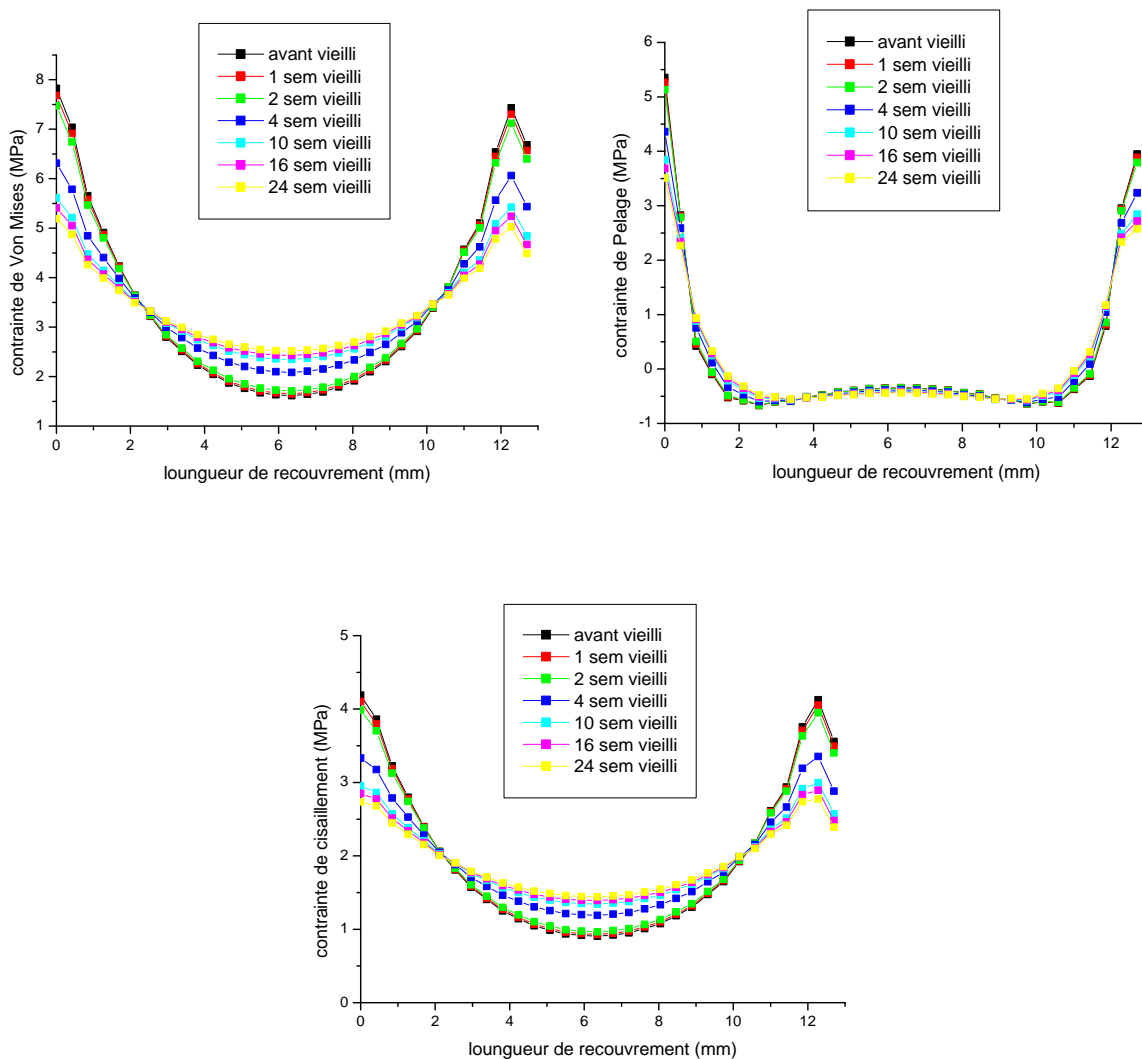 avant vieilli
1 sem vieilli
2 sem vieilli
4 sem vieilli
10 sem vieilli
16 sem vieilli
24 sem vieilli
contrainte de Von Mises (MPa)
8
7
6
5
4
3
2
1
0 2 4 6 8 10 12
loungueur de recouvrement (mm)
avant vieilli
1 sem vieilli
2 sem vieilli
4 sem vieilli
10 sem vieilli
16 sem vieilli
24 sem vieilli
contrainte de Pelage (MPa)
6
5
4
3
2
1
0
-1
0 2 4 6 8 10 12
loungueur de recouvrement (mm)
avant vieilli
1 sem vieilli
2 sem vieilli
4 sem vieilli
10 sem vieilli
16 sem vieilli
24 sem vieilli
contrainte de cisaillement (MPa)
5
4
3
2
1
0
0 2 4 6 8 10 12
loungueur de recouvrement (mm)